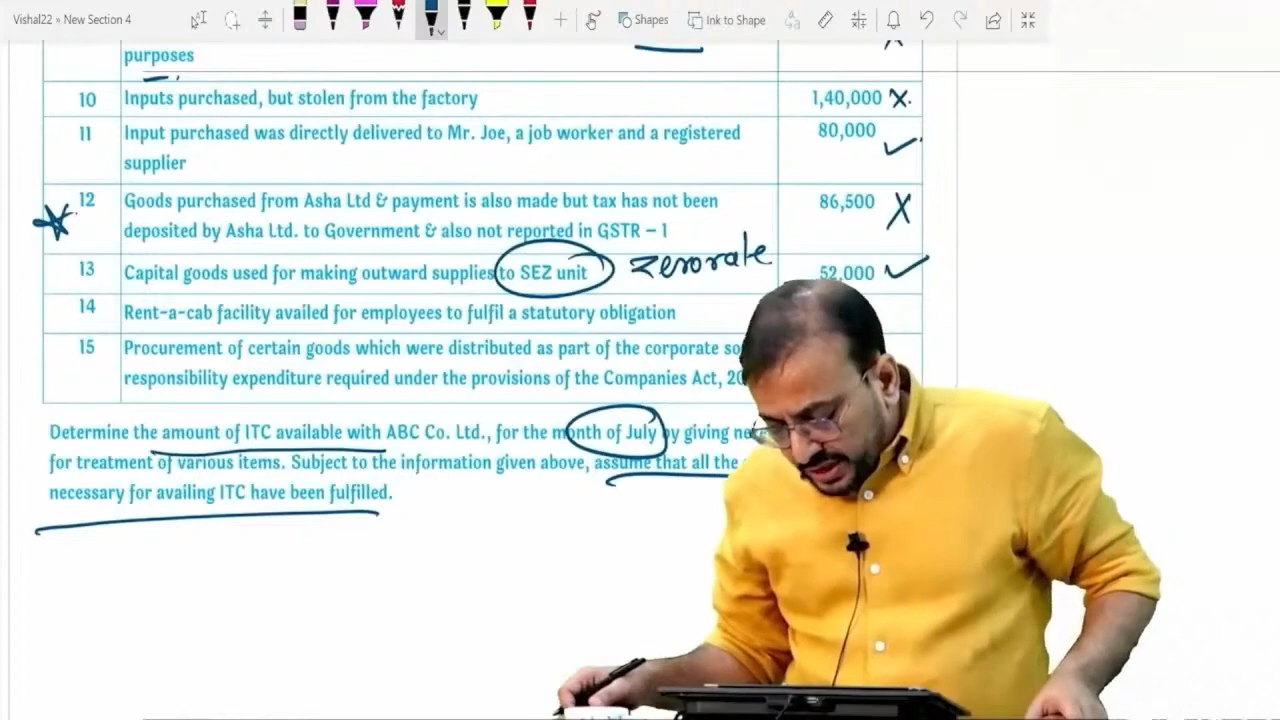 Vishal22 » New Section 4
Shapes
Ink to Shape
purposes
10 Inputs purchased, but stolen from the factory 1,40,000 ×
11 Input purchased was directly delivered to Mr. Joe, a job worker and a registered 80,000 ✓
supplier
12 Goods purchased from Asha Ltd & payment is also made but tax has not been 86,500 ×
deposited by Asha Ltd. to Government & also not reported in GSTR – 1
zero rate
13 Capital goods used for making outward supplies to SEZ unit 52,000 ✓
14 Rent-a-cab facility availed for employees to fulfil a statutory obligation
15 Procurement of certain goods which were distributed as part of the corporate
responsibility expenditure required under the provisions of the Companies Act,
Determine the amount of ITC available with ABC Co. Ltd., for the month of July by giving
for treatment of various items. Subject to the information given above, assume that all the
necessary for availing ITC have been fulfilled.